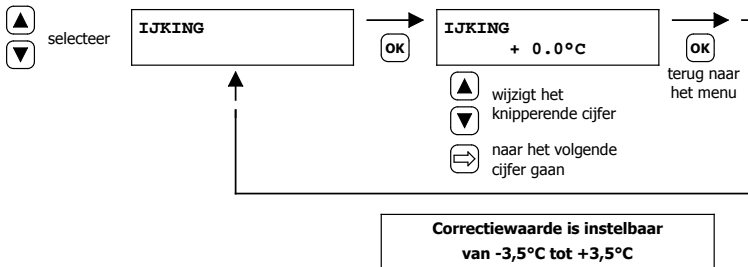 selecteer
IJKING
OK
IJKING
+ 0.0°C
OK
terug naar
het menu
wijzigt het
knipperende cijfer
naar het volgende
cijfer gaan
Correctiewaarde is instelbaar
van -3,5°C tot +3,5°C